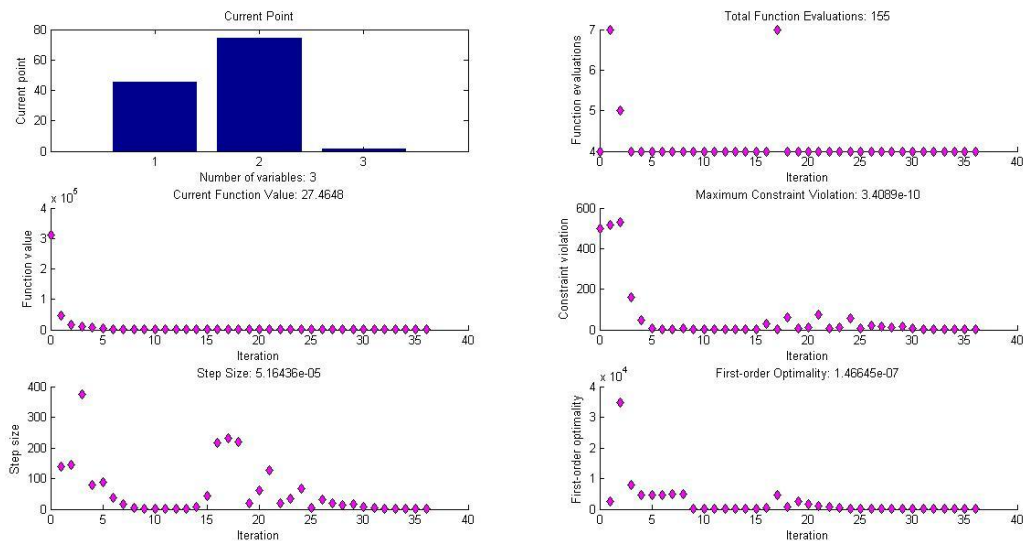 Current Point
80
60
40
20
0
Current point
1 2 3
Number of variables: 3
Total Function Evaluations: 155
7
6
5
4
Function evaluations
0 5 10 15 20 25 30 35 40
Iteration
Current Function Value: 27.4648
x 10^5
4
3
2
1
0
Function value
0 5 10 15 20 25 30 35 40
Iteration
Maximum Constraint Violation: 3.4089e-10
600
400
200
0
Constraint violation
0 5 10 15 20 25 30 35 40
Iteration
Step Size: 5.16436e-05
400
300
200
100
0
Step size
0 5 10 15 20 25 30 35 40
Iteration
First-order Optimality: 1.46645e-07
x 10^4
4
3
2
1
0
First-order optimality
0 5 10 15 20 25 30 35 40
Iteration